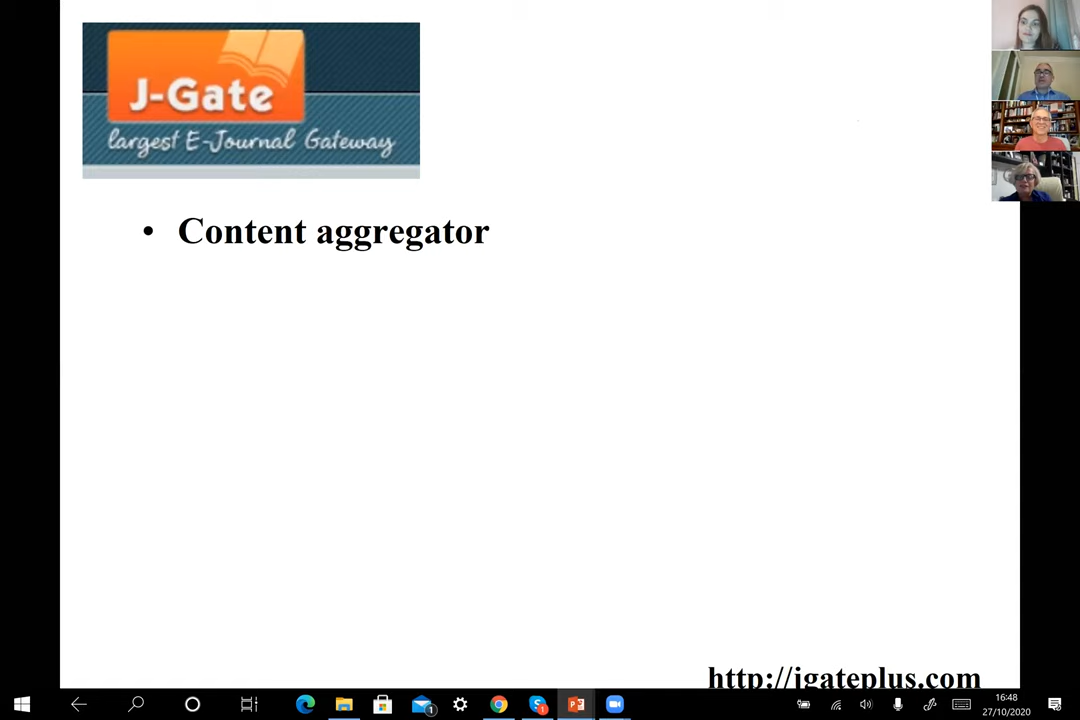 J-Gate
largest E-Journal Gateway
• Content aggregator
http://jgateplus.com
16:48
27/10/2020